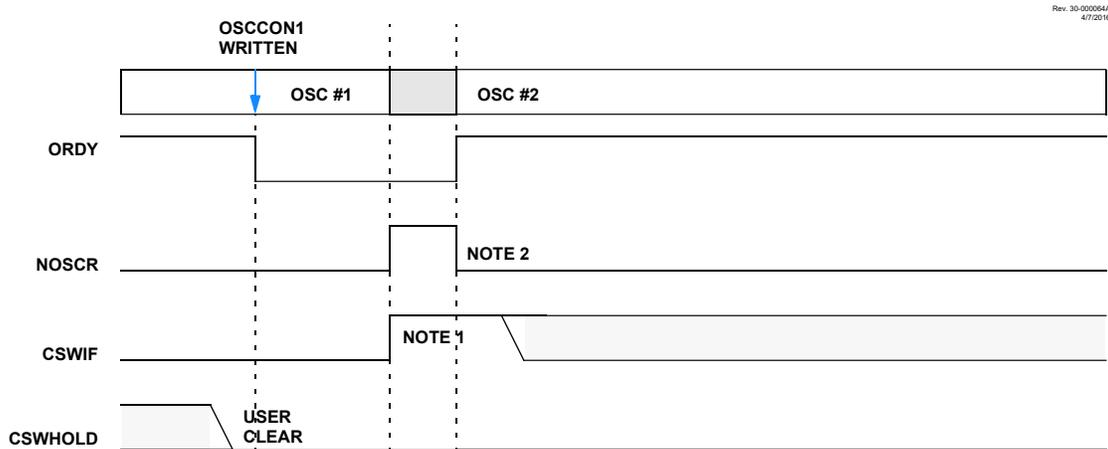 Rev. 30-000064A
4/7/2016
OSCCON1
WRITTEN
OSC #1
OSC #2
ORDY
NOSCR
NOTE 2
CSWIF
NOTE 1
CSWHOLD
USER
CLEAR